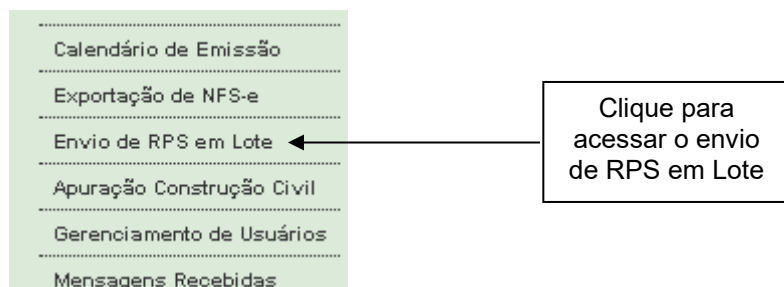 Calendário de Emissão
Exportação de NFS-e
Envio de RPS em Lote
Apuração Construção Civil
Gerenciamento de Usuários
Mensagens Recebidas
Clique para
acessar o envio
de RPS em Lote